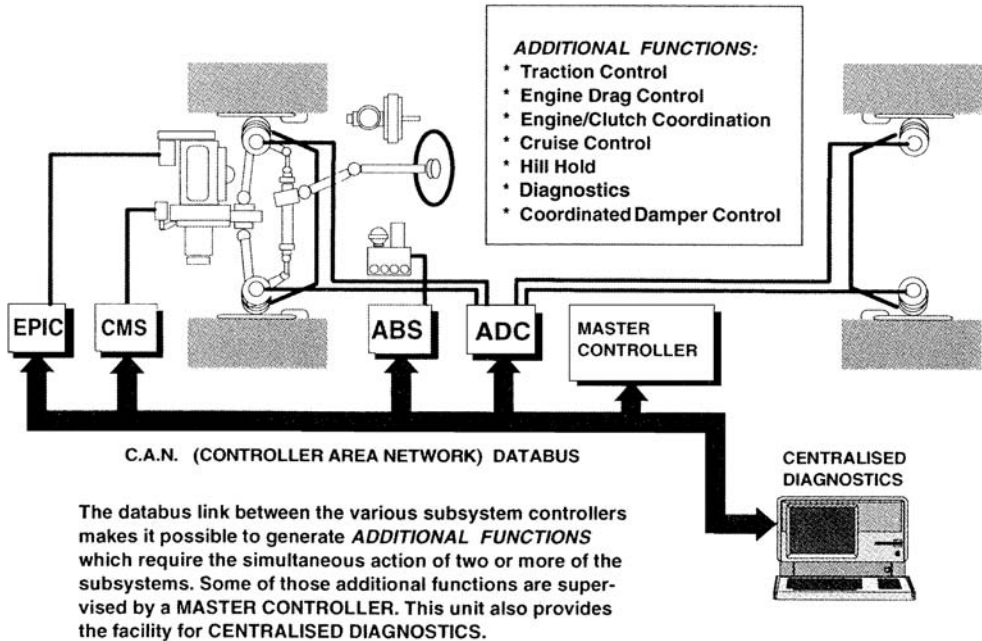 ADDITIONAL FUNCTIONS:
* Traction Control
* Engine Drag Control
* Engine/Clutch Coordination
* Cruise Control
* Hill Hold
* Diagnostics
* Coordinated Damper Control
EPIC
CMS
ABS
ADC
MASTER
CONTROLLER
C.A.N. (CONTROLLER AREA NETWORK) DATABUS
CENTRALISED
DIAGNOSTICS
The databus link between the various subsystem controllers
makes it possible to generate ADDITIONAL FUNCTIONS
which require the simultaneous action of two or more of the
subsystems. Some of those additional functions are super-
vised by a MASTER CONTROLLER. This unit also provides
the facility for CENTRALISED DIAGNOSTICS.